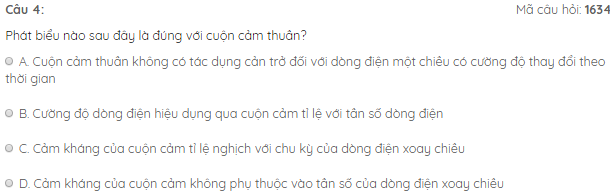 Câu 4: Mã câu hỏi: 1634
Phát biểu nào sau đây là đúng với cuộn cảm thuần?
A. Cuộn cảm thuần không có tác dụng cản trở đối với dòng điện một chiều có cường độ thay đổi theo
thời gian
B. Cường độ dòng điện hiệu dụng qua cuộn cảm tỉ lệ với tân số dòng điện
C. Cảm kháng của cuộn cảm tỉ lệ nghịch với chu kỳ của dòng điện xoay chiều
D. Cảm kháng của cuộn cảm không phụ thuộc vào tân số của dòng điện xoay chiều